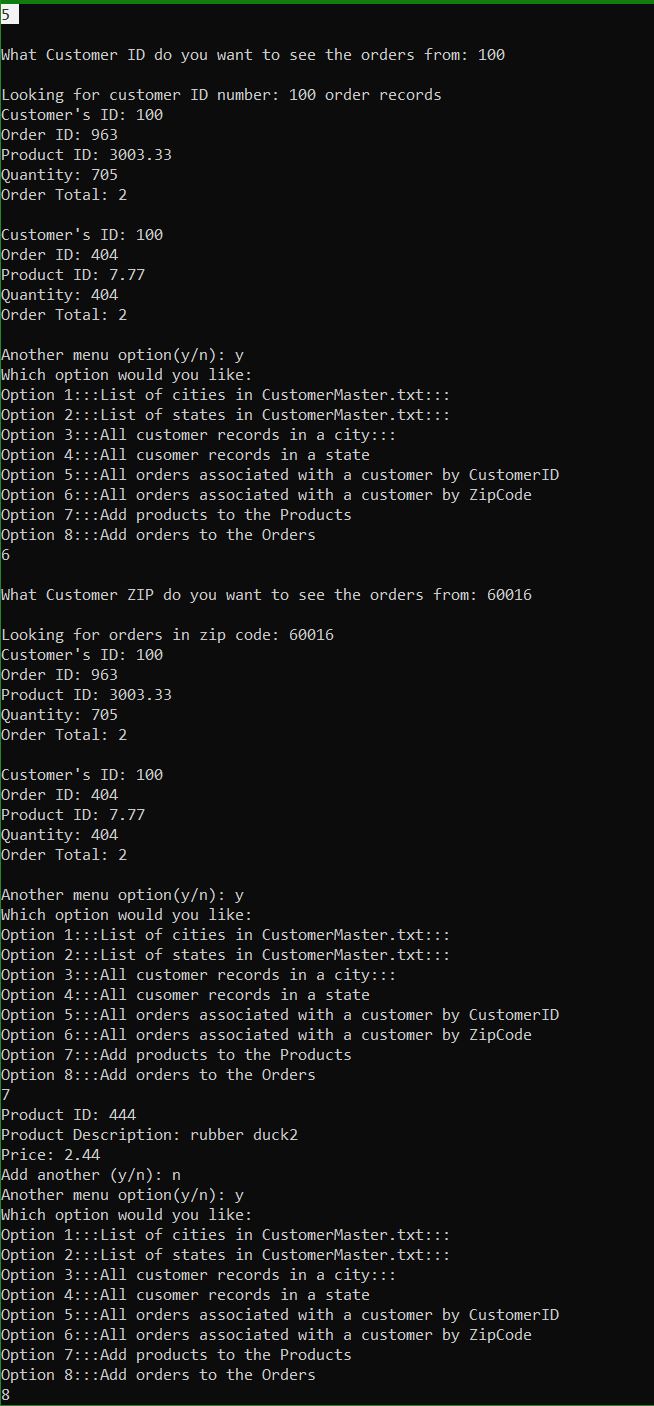 5
What Customer ID do you want to see the orders from: 100
Looking for customer ID number: 100 order records
Customer's ID: 100
Order ID: 963
Product ID: 3003.33
Quantity: 705
Order Total: 2
Customer's ID: 100
Order ID: 404
Product ID: 7.77
Quantity: 404
Order Total: 2
Another menu option(y/n): y
Which option would you like:
Option 1:::List of cities in CustomerMaster.txt:::
Option 2:::List of states in CustomerMaster.txt:::
Option 3:::All customer records in a city:::
Option 4:::All cusomer records in a state
Option 5:::All orders associated with a customer by CustomerID
Option 6:::All orders associated with a customer by ZipCode
Option 7:::Add products to the Products
Option 8:::Add orders to the Orders
6
What Customer ZIP do you want to see the orders from: 60016
Looking for orders in zip code: 60016
Customer's ID: 100
Order ID: 963
Product ID: 3003.33
Quantity: 705
Order Total: 2
Customer's ID: 100
Order ID: 404
Product ID: 7.77
Quantity: 404
Order Total: 2
Another menu option(y/n): y
Which option would you like:
Option 1:::List of cities in CustomerMaster.txt:::
Option 2:::List of states in CustomerMaster.txt:::
Option 3:::All customer records in a city:::
Option 4:::All cusomer records in a state
Option 5:::All orders associated with a customer by CustomerID
Option 6:::All orders associated with a customer by ZipCode
Option 7:::Add products to the Products
Option 8:::Add orders to the Orders
7
Product ID: 444
Product Description: rubber duck2
Price: 2.44
Add another (y/n): n
Another menu option(y/n): y
Which option would you like:
Option 1:::List of cities in CustomerMaster.txt:::
Option 2:::List of states in CustomerMaster.txt:::
Option 3:::All customer records in a city:::
Option 4:::All cusomer records in a state
Option 5:::All orders associated with a customer by CustomerID
Option 6:::All orders associated with a customer by ZipCode
Option 7:::Add products to the Products
Option 8:::Add orders to the Orders
8